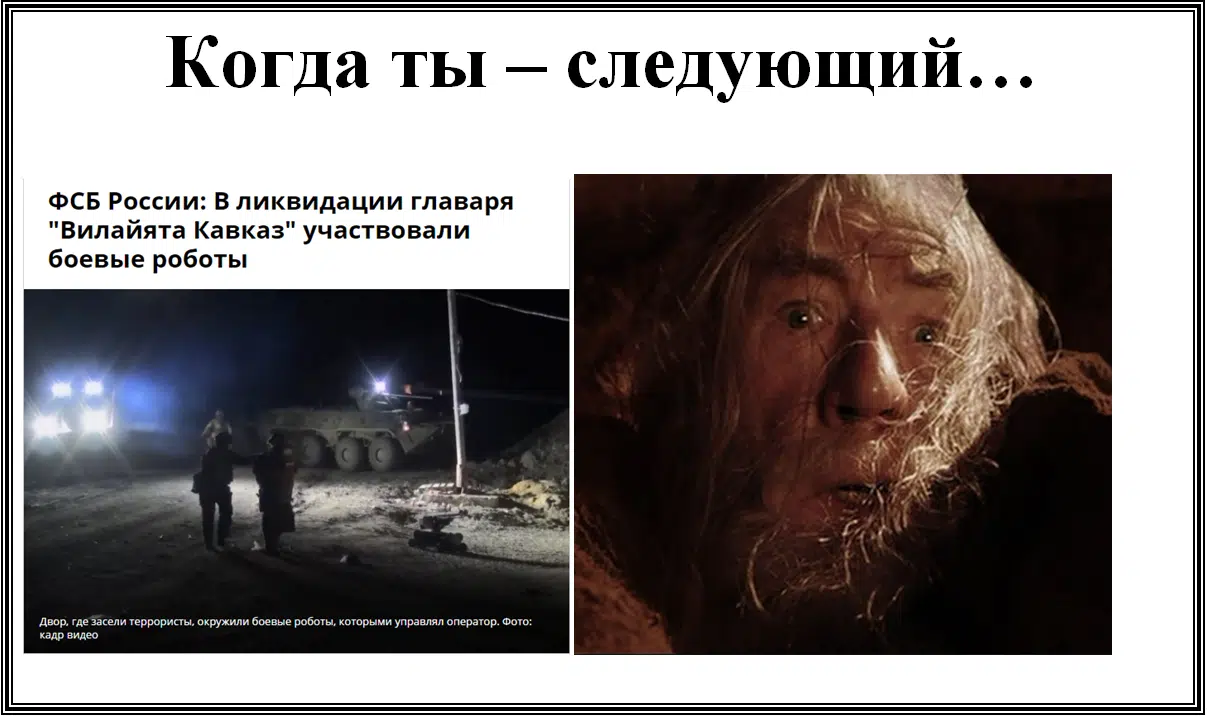 Когда ты – следующий…
ФСБ России: В ликвидации главаря
"Вилайята Кавказ" участвовали
боевые роботы
Двор, где засели террористы, окружили боевые роботы, которыми управлял оператор. Фото:
кадр видео